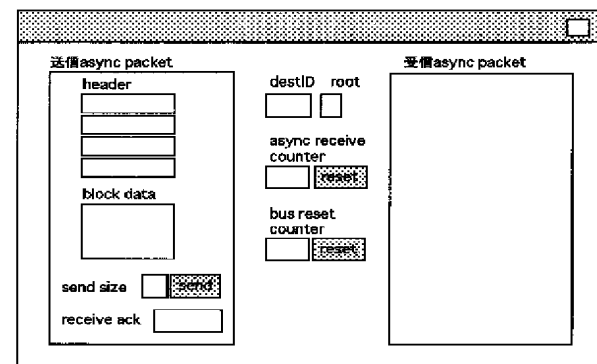 送信async packet
header
block data
send size
send
receive ack
destID root
async receive
counter
reset
bus reset
counter
reset
受信async packet